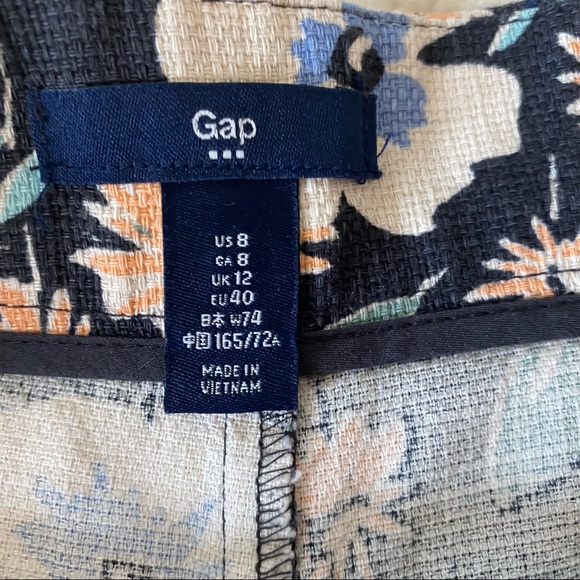 Gap
US 8
CA 8
UK 12
EU 40
日本 W74
中国 165/72A
MADE IN
VIETNAM